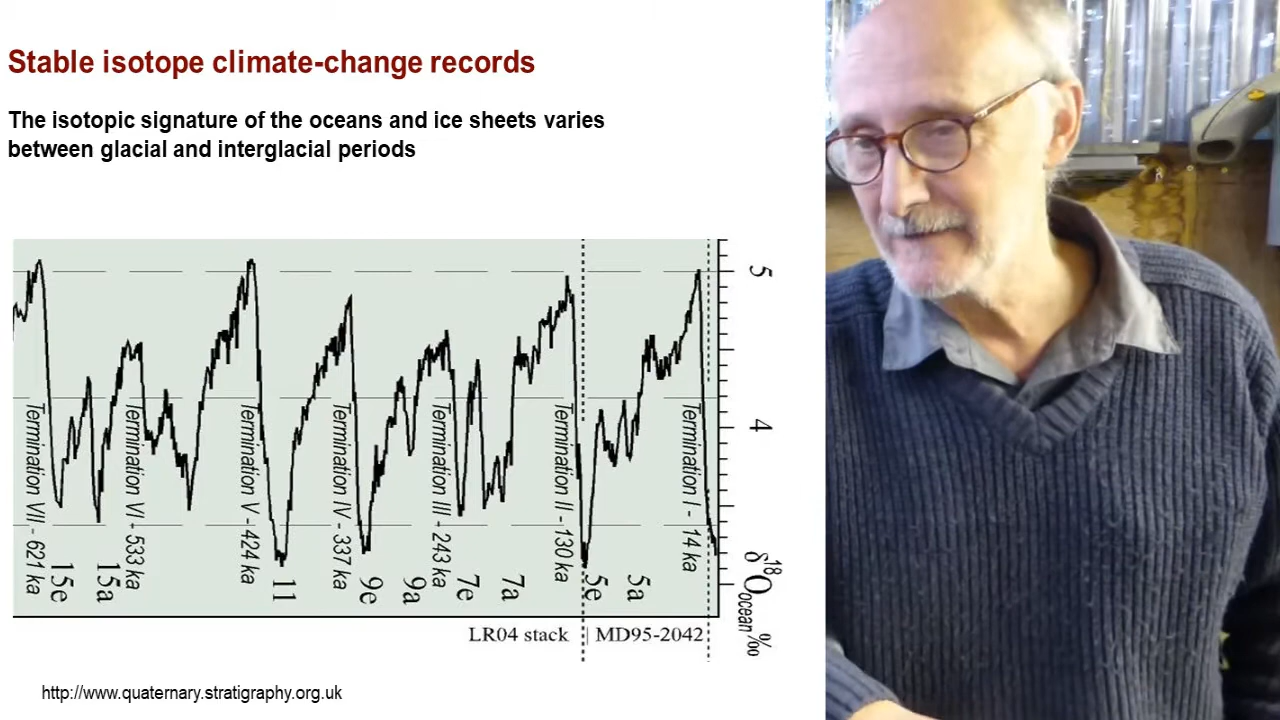 Stable isotope climate-change records
The isotopic signature of the oceans and ice sheets varies
between glacial and interglacial periods
5
4
δ18Oocean‰
Termination VII - 621 ka
Termination VI - 533 ka
Termination V - 424 ka
Termination IV - 337 ka
Termination III - 243 ka
Termination II - 130 ka
Termination I - 14 ka
15e
15a
11
9e
9a
7e
7a
5e
5a
LR04 stack
MD95-2042
http://www.quaternary.stratigraphy.org.uk